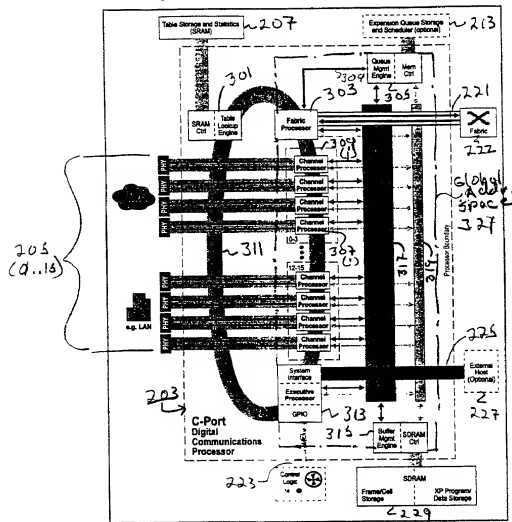 Table Storage and Statistics
(SRAM)
207
Expansion Queue Storage
and Scheduler (optional)
213
301
309
Queue
Mgmt
Engine
Mem
Ctrl
303
305
221
SRAM
Ctrl
Table
Lookup
Engine
Fabric
Processor
Fabric
222
PHY
PHY
PHY
PHY
Channel
Processor
Channel
Processor
Channel
Processor
Channel
Processor
Global
Addr
Space
327
Processor Boundary
205
(0..15)
[0-3]
307
311
317
319
12-15
PHY
PHY
PHY
PHY
e.g. LAN
Channel
Processor
Channel
Processor
Channel
Processor
Channel
Processor
225
System
Interface
Executive
Processor
GPIO
External
Host
(Optional)
227
203
C-Port
Digital
Communications
Processor
313
315
Buffer
Mgmt
Engine
SDRAM
Ctrl
223
Control
Logic
SDRAM
Frame/Cell
Storage
XP Program/
Data Storage
229